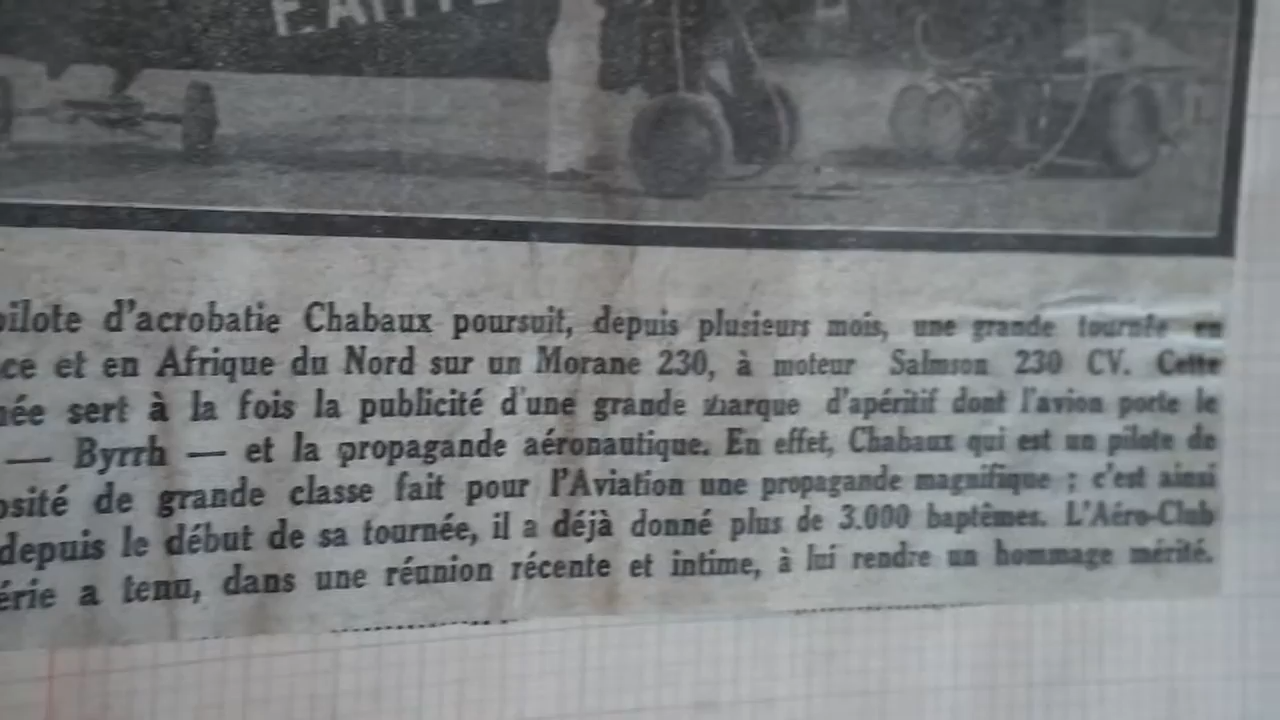 pilote d'acrobatie Chabaux poursuit, depuis plusieurs mois, une grande tournée en
ce et en Afrique du Nord sur un Morane 230, à moteur Salmson 230 CV. Cette
née sert à la fois la publicité d'une grande marque d'apéritif dont l'avion porte le
— Byrrh — et la propagande aéronautique. En effet, Chabaux qui est un pilote de
osité de grande classe fait pour l'Aviation une propagande magnifique ; c'est ainsi
depuis le début de sa tournée, il a déjà donné plus de 3.000 baptêmes. L'Aéro-Club
érie a tenu, dans une réunion récente et intime, à lui rendre un hommage mérité.